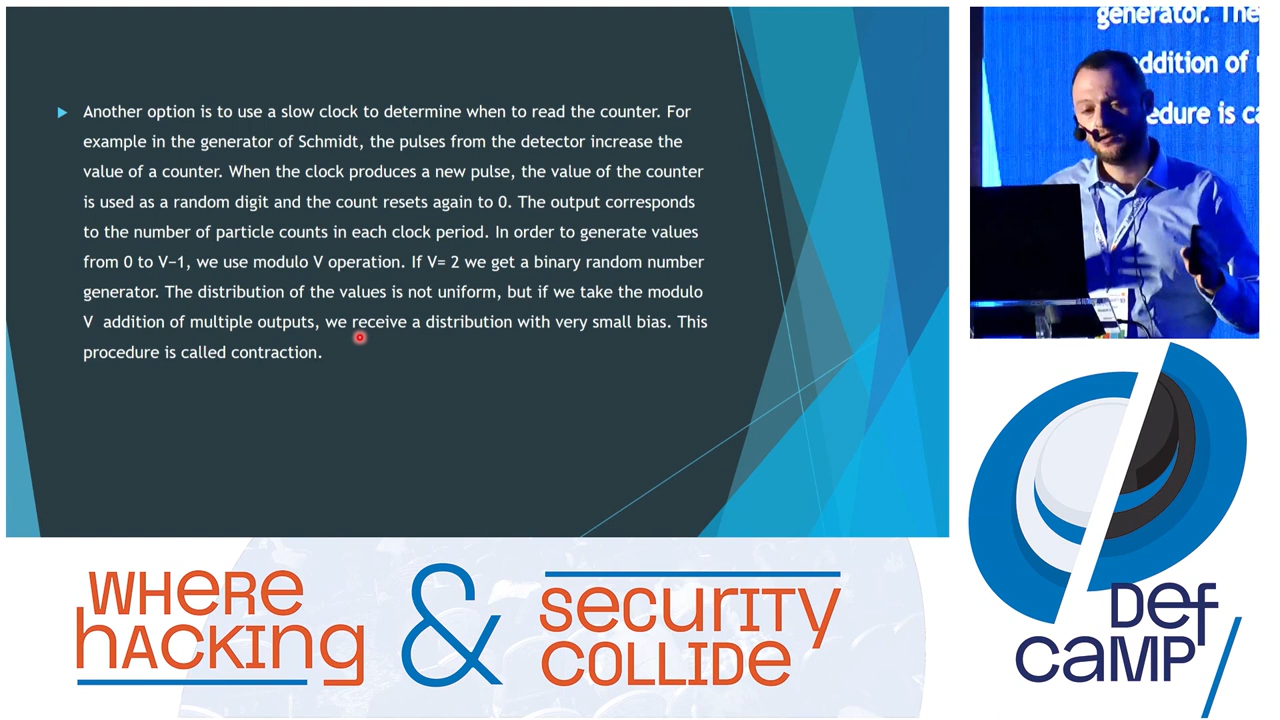 Another option is to use a slow clock to determine when to read the counter. For
example in the generator of Schmidt, the pulses from the detector increase the
value of a counter. When the clock produces a new pulse, the value of the counter
is used as a random digit and the count resets again to 0. The output corresponds
to the number of particle counts in each clock period. In order to generate values
from 0 to V−1, we use modulo V operation. If V= 2 we get a binary random number
generator. The distribution of the values is not uniform, but if we take the modulo
V  addition of multiple outputs, we receive a distribution with very small bias. This
procedure is called contraction.
generator. The
addition of
edure is ca
WHERE
HACKING
&
SECURITY
COLLIDE
DEF
CAMP/